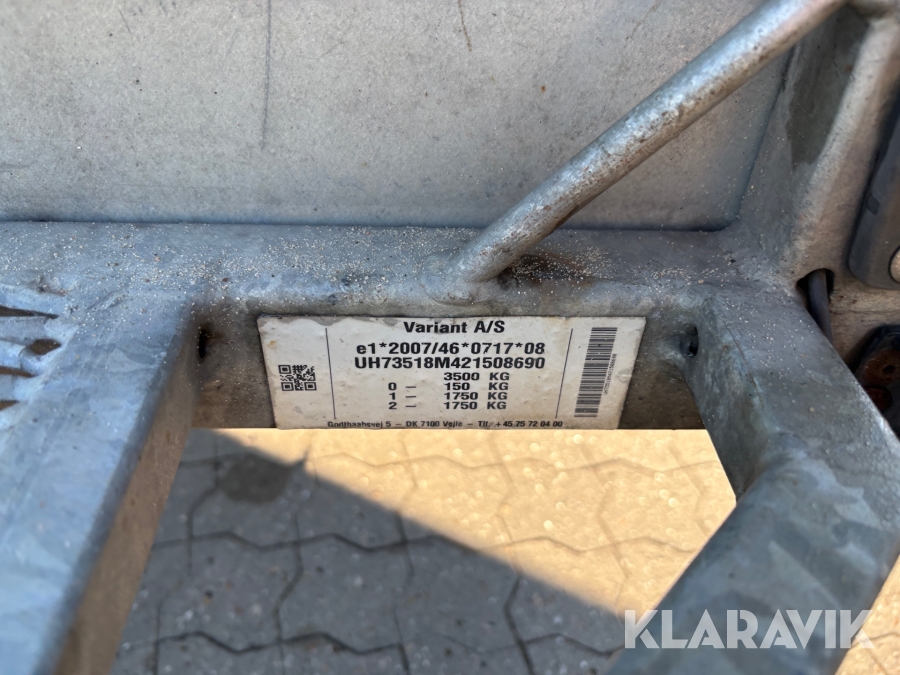 Variant A/S
e1*2007/46*0717*08
UH73518M421508690
3500 KG
0 – 150 KG
1 – 1750 KG
2 – 1750 KG
Godthaabsvej 5 – DK 7100 Vejle – Tlf. +45 75 72 04 00
KLARAVIK